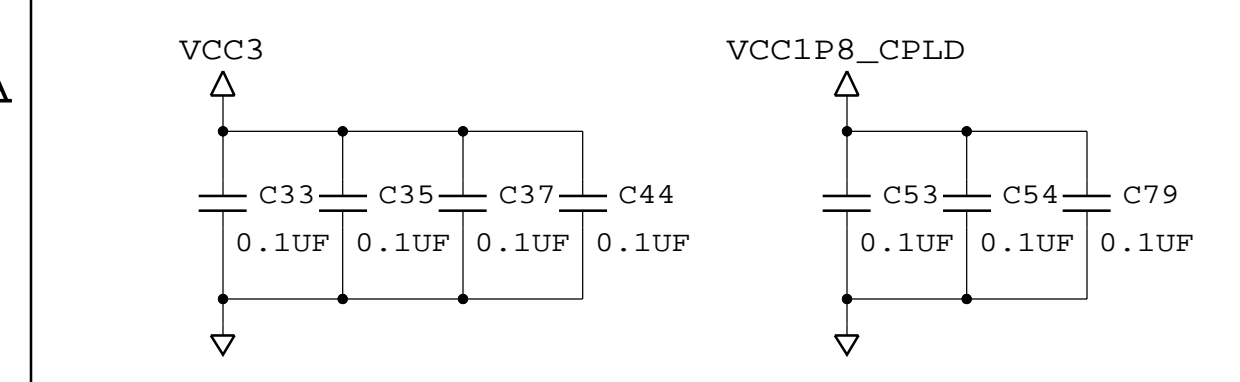 VCC3
VCC1P8_CPLD
C33 C35 C37 C44
0.1UF 0.1UF 0.1UF 0.1UF
C53 C54 C79
0.1UF 0.1UF 0.1UF